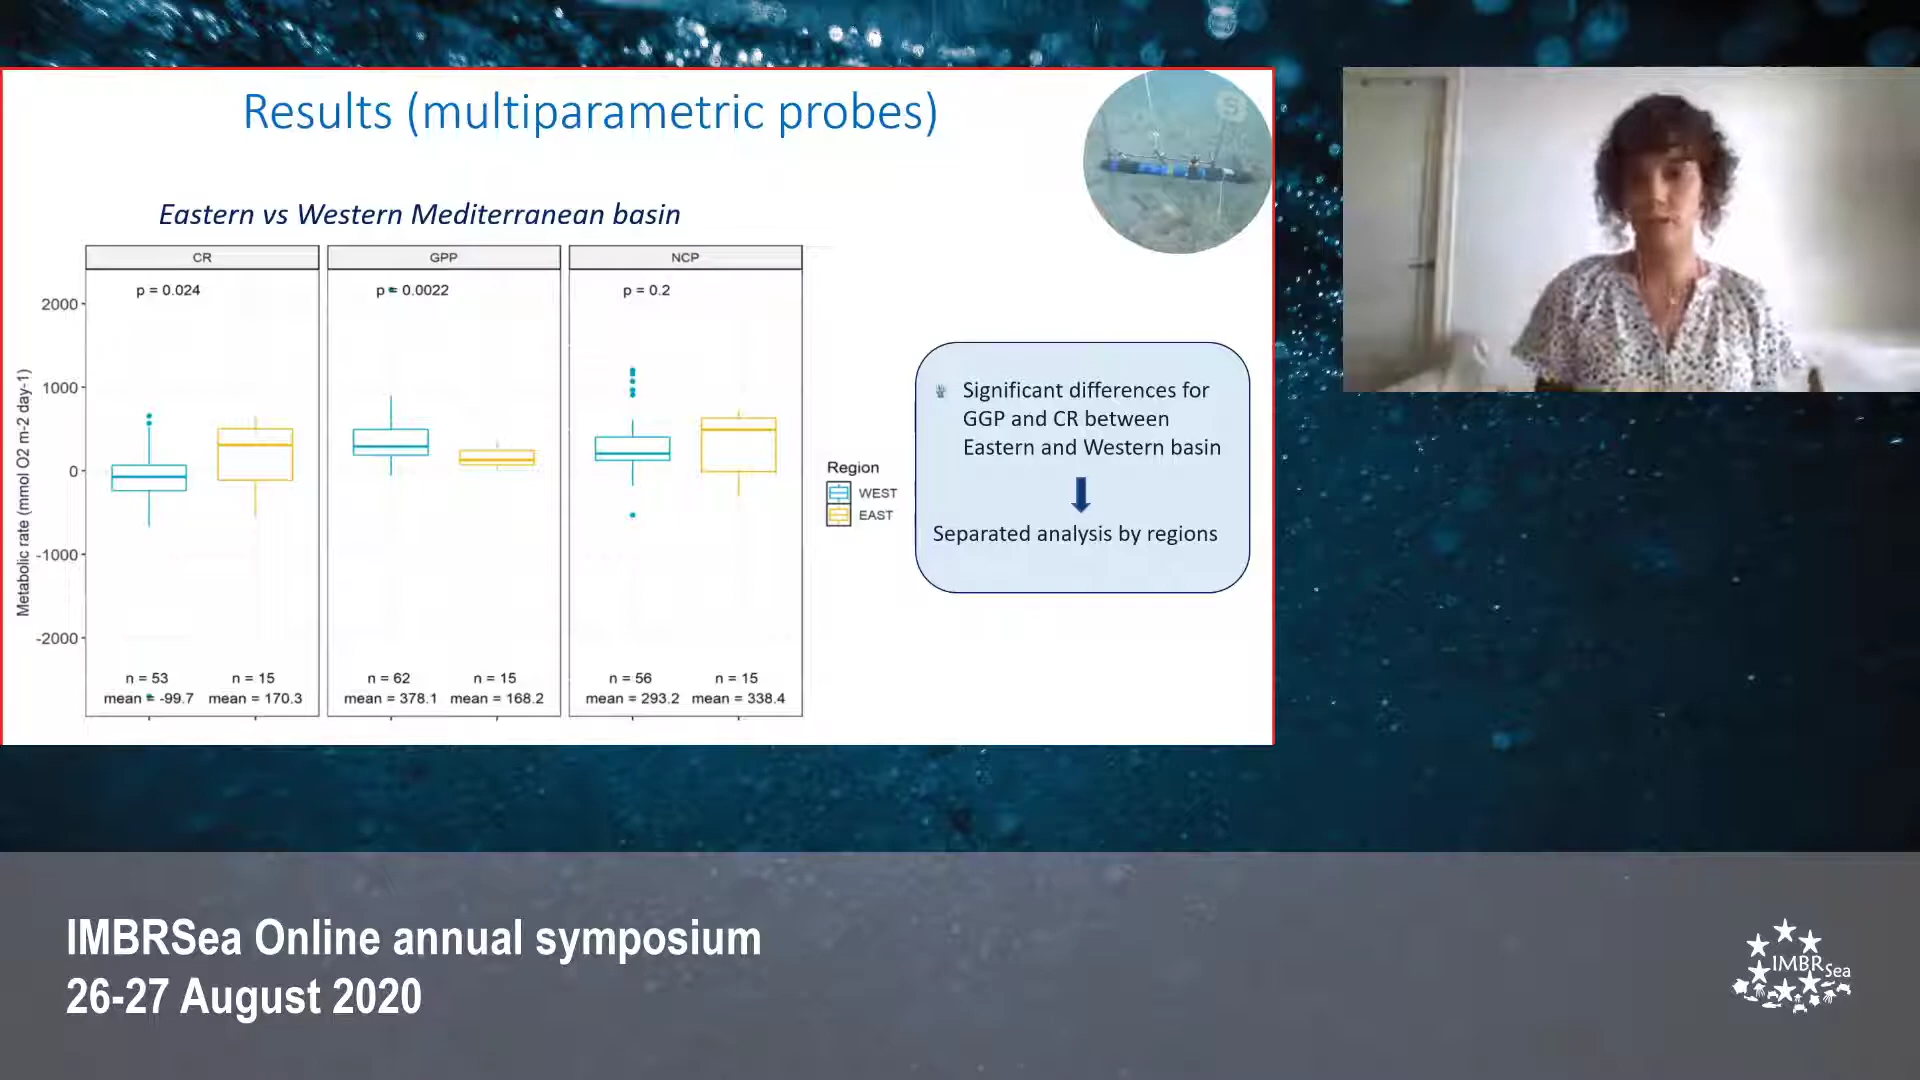 Results (multiparametric probes)
Eastern vs Western Mediterranean basin
CR
GPP
NCP
p = 0.024
p = 0.0022
p = 0.2
Metabolic rate (mmol O2 m-2 day-1)
2000
1000
0
-1000
-2000
n = 53
n = 15
n = 62
n = 15
n = 56
n = 15
mean = -99.7
mean = 170.3
mean = 378.1
mean = 168.2
mean = 293.2
mean = 338.4
Region
WEST
EAST
Significant differences for
GGP and CR between
Eastern and Western basin
Separated analysis by regions
S
IMBRSea Online annual symposium
26-27 August 2020
IMBRSea